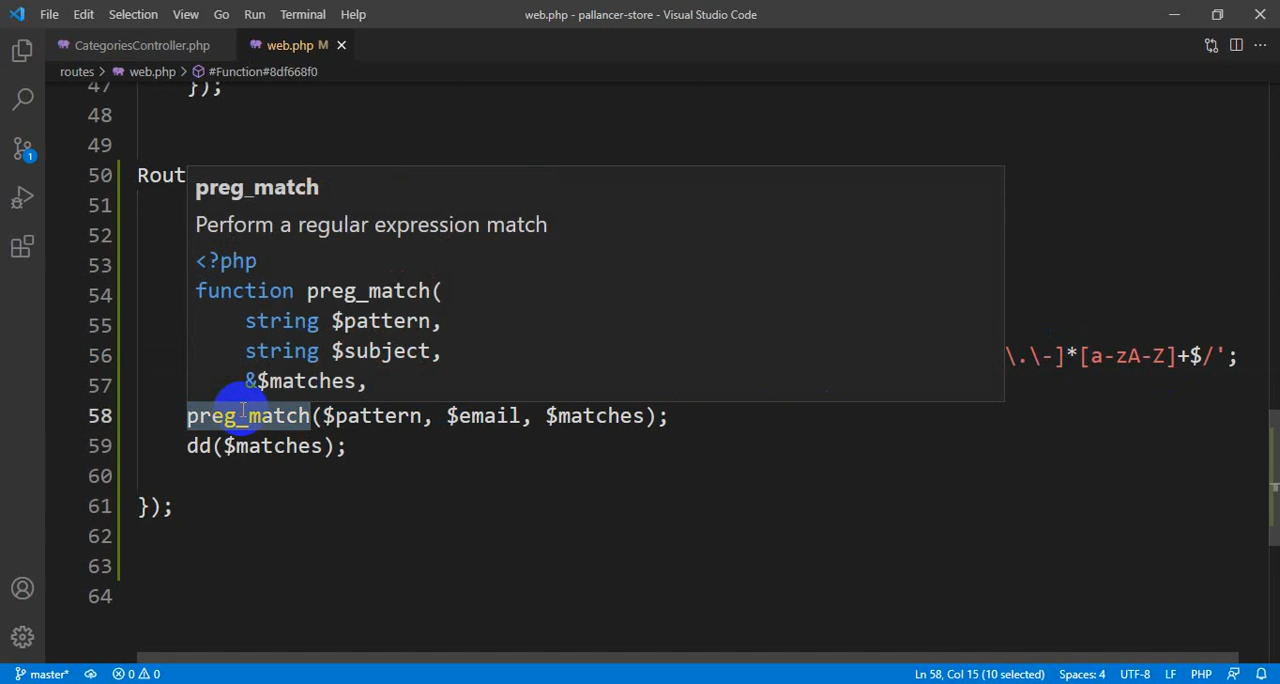 File Edit Selection View Go Run Terminal Help
web.php - pallancer-store - Visual Studio Code
CategoriesController.php web.php M
routes > web.php > #Function#8df668f0
47 });
48
49
50 Rout
51
52
53
54
55
56 \.\-]*[a-zA-Z]+$/';
57
preg_match
Perform a regular expression match
<?php
function preg_match(
string $pattern,
string $subject,
&$matches,
58 preg_match($pattern, $email, $matches);
59 dd($matches);
60
61 });
62
63
64
1
master* 0 0 Ln 58, Col 15 (10 selected) Spaces: 4 UTF-8 LF PHP